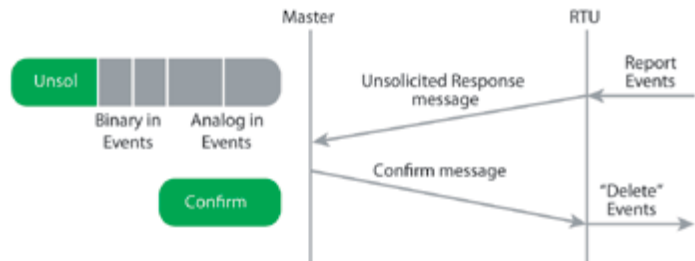 Master
RTU
Unsol
Binary in
Events
Analog in
Events
Unsolicited Response
message
Report
Events
Confirm
Confirm message
"Delete"
Events